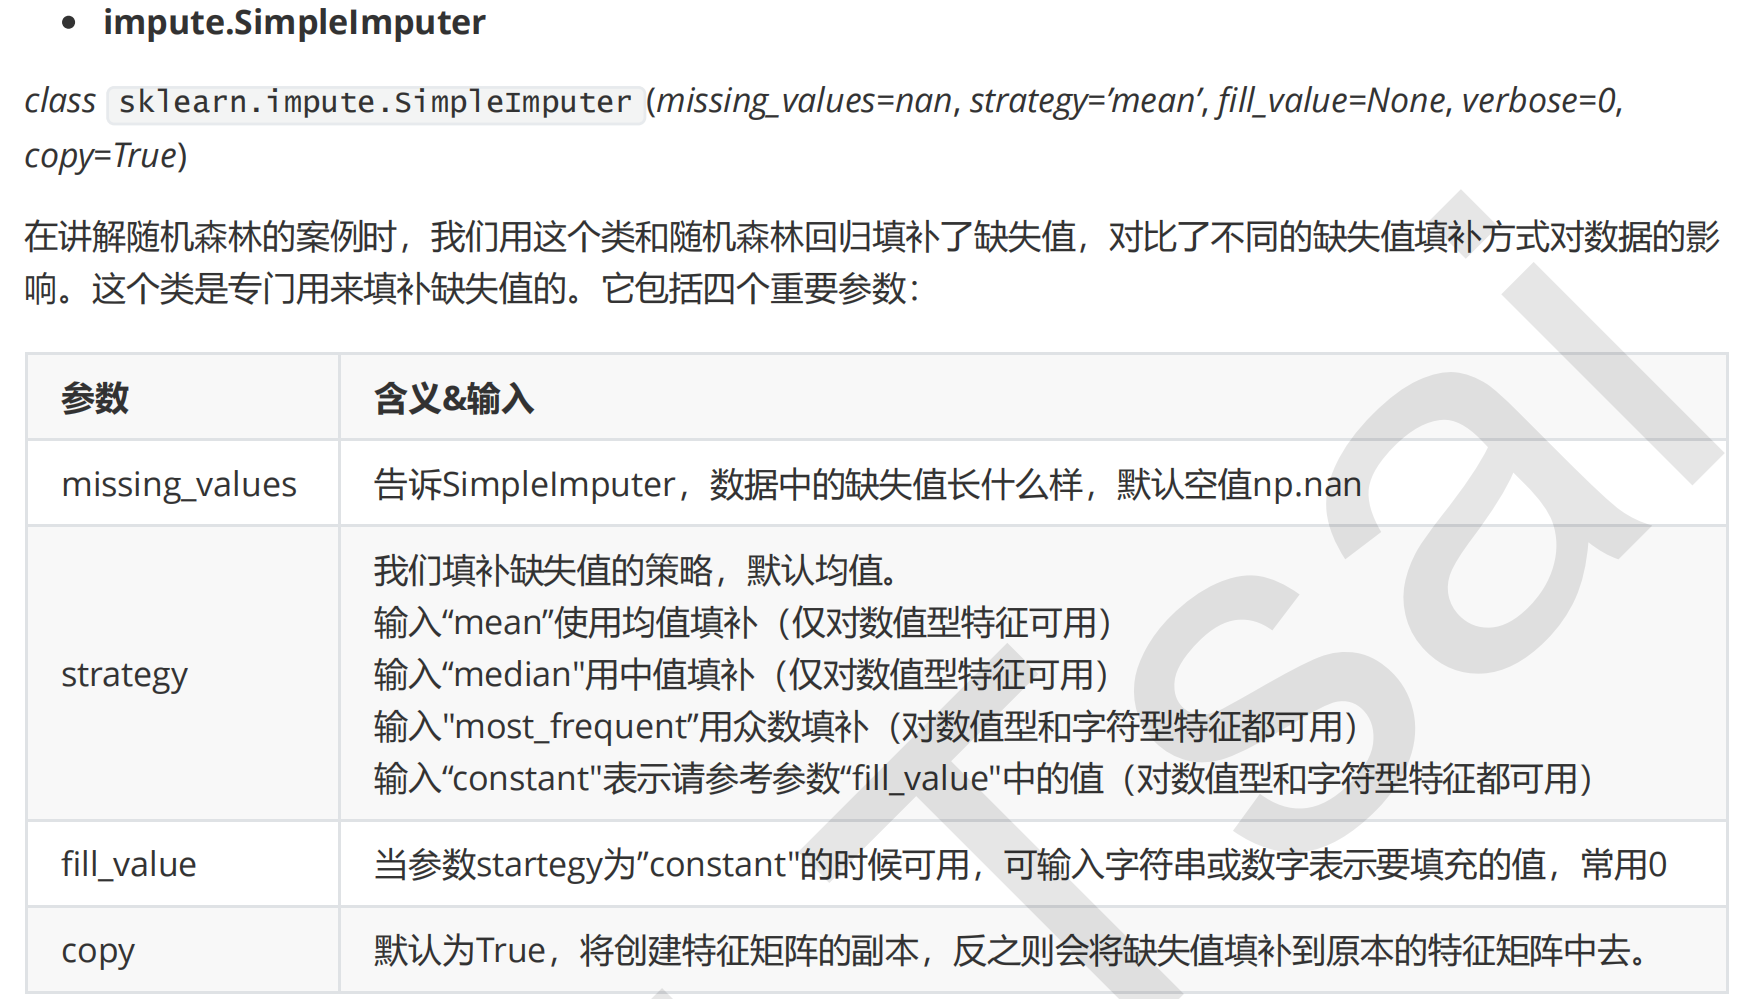 • impute.SimpleImputer
class sklearn.impute.SimpleImputer(missing_values=nan, strategy=’mean’, fill_value=None, verbose=0,
copy=True)
在讲解随机森林的案例时，我们用这个类和随机森林回归填补了缺失值，对比了不同的缺失值填补方式对数据的影
响。这个类是专门用来填补缺失值的。它包括四个重要参数：
参数 含义&输入
missing_values 告诉SimpleImputer，数据中的缺失值长什么样，默认空值np.nan
我们填补缺失值的策略，默认均值。
输入“mean”使用均值填补（仅对数值型特征可用）
strategy 输入“median"用中值填补（仅对数值型特征可用）
输入"most_frequent”用众数填补（对数值型和字符型特征都可用）
输入“constant"表示请参考参数“fill_value"中的值（对数值型和字符型特征都可用）
fill_value 当参数startegy为”constant"的时候可用，可输入字符串或数字表示要填充的值，常用0
copy 默认为True，将创建特征矩阵的副本，反之则会将缺失值填补到原本的特征矩阵中去。
Tsai